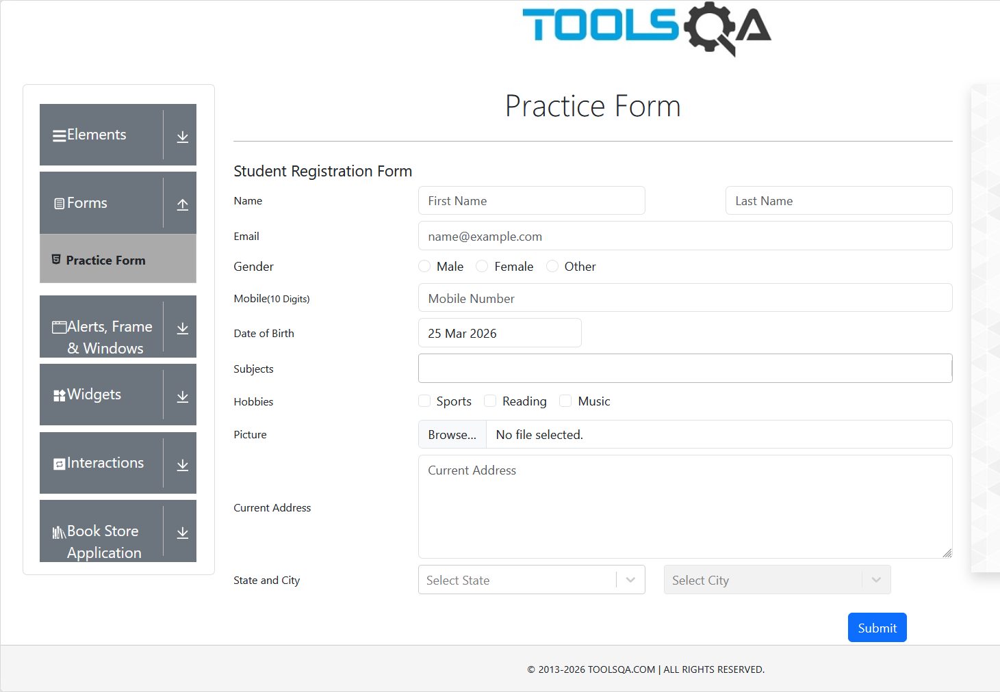 TOOLSQA
Elements
Forms
Practice Form
Alerts, Frame
& Windows
Widgets
Interactions
Book Store
Application
Practice Form
Student Registration Form
Name
First Name
Last Name
Email
name@example.com
Gender
Male
Female
Other
Mobile(10 Digits)
Mobile Number
Date of Birth
25 Mar 2026
Subjects
Hobbies
Sports
Reading
Music
Picture
Browse...
No file selected.
Current Address
Current Address
State and City
Select State
Select City
Submit
© 2013-2026 TOOLSQA.COM | ALL RIGHTS RESERVED.